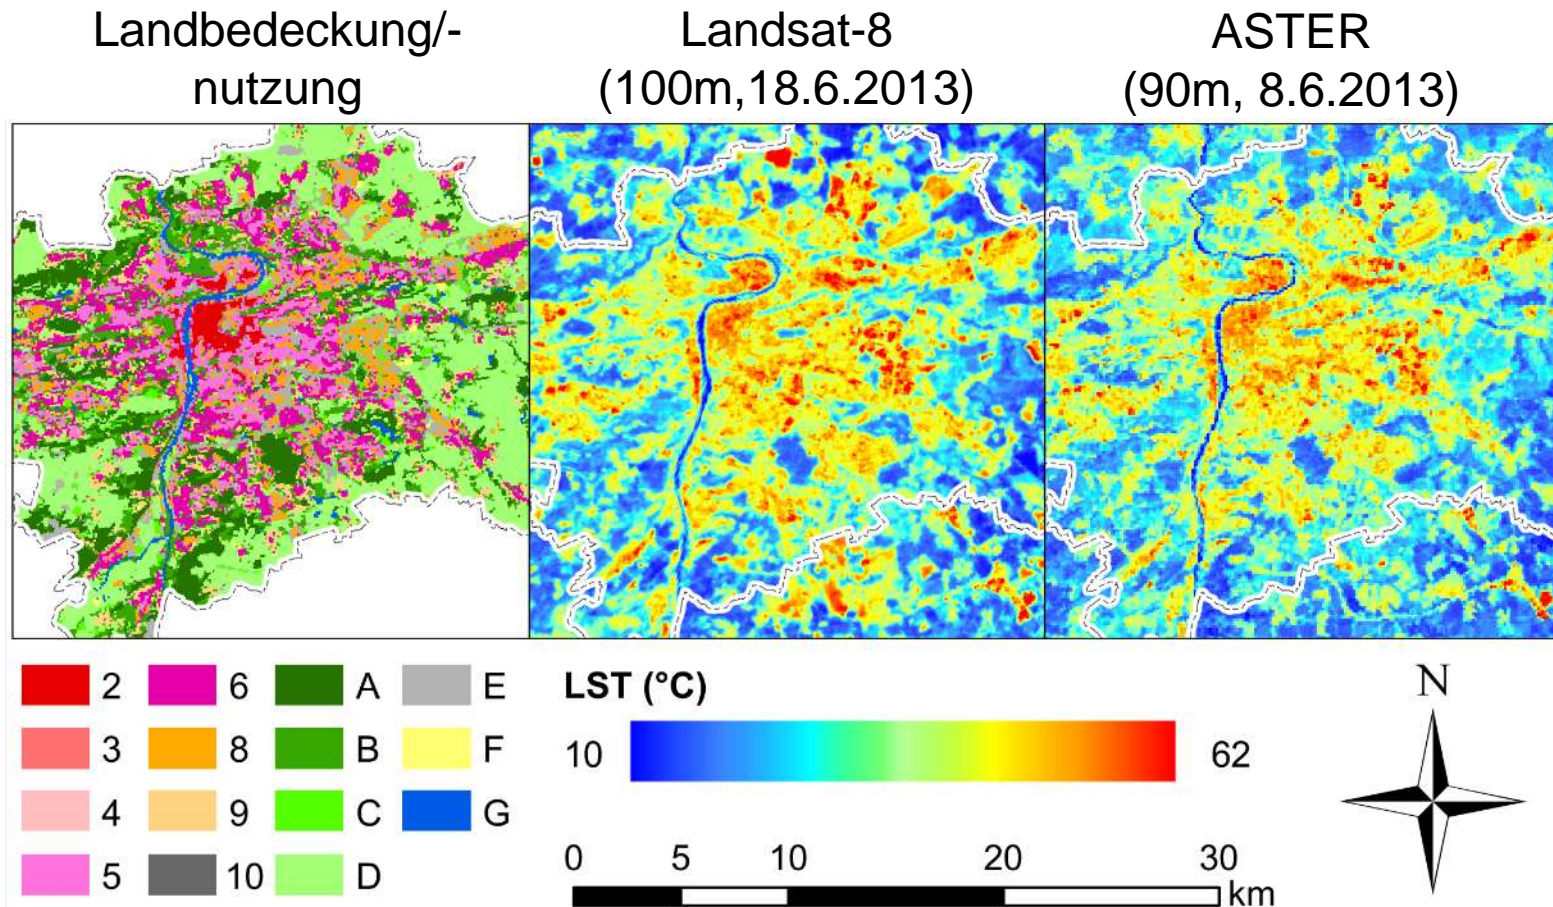 Landbedeckung/-
nutzung
Landsat-8
(100m,18.6.2013)
ASTER
(90m, 8.6.2013)
2
3
4
5
6
8
9
10
A
B
C
D
E
F
G
LST (°C)
10
62
0
5
10
20
30
km
N